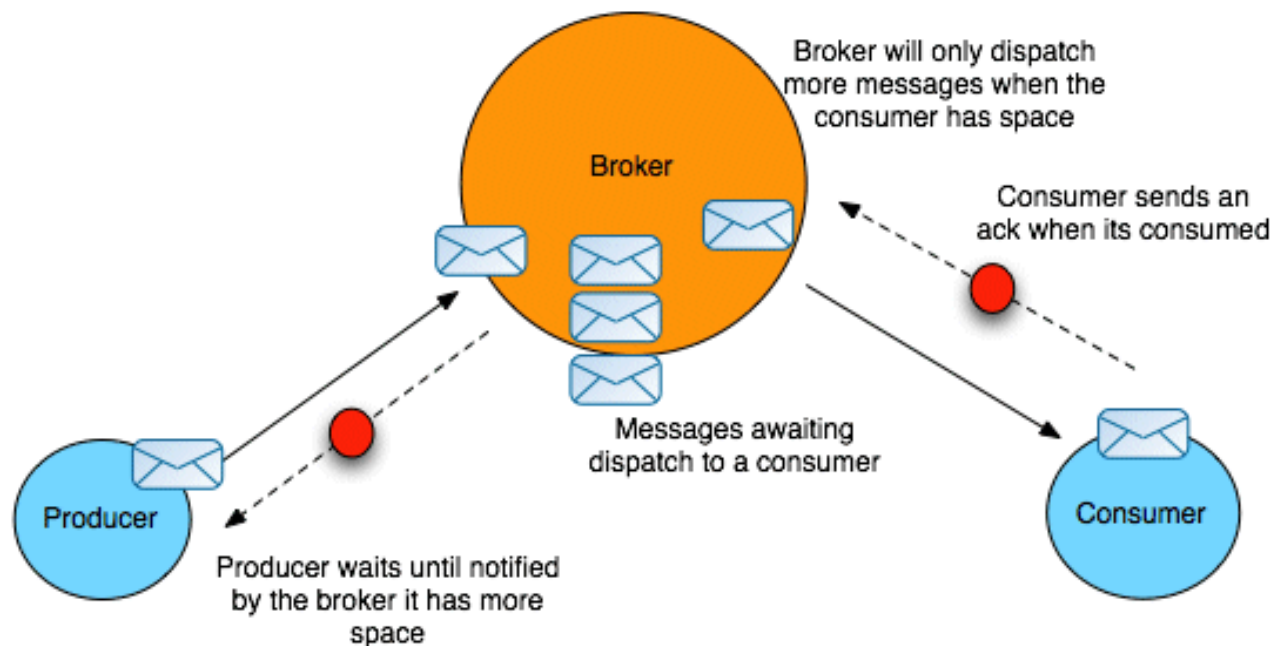 Broker will only dispatch
more messages when the
consumer has space
Broker
Consumer sends an
ack when its consumed
Messages awaiting
dispatch to a consumer
Producer
Consumer
Producer waits until notified
by the broker it has more
space